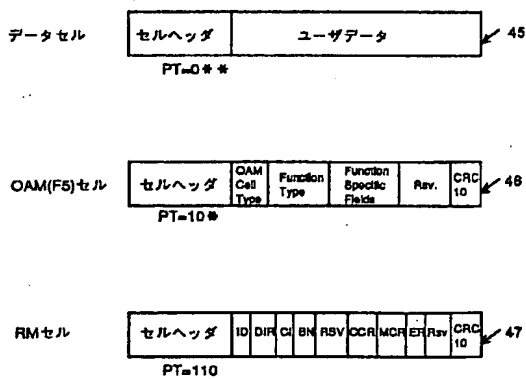 データセル セルヘッダ ユーザデータ 45
PT=0＊＊
OAM(F5)セル セルヘッダ OAM Cell Type Function Type Function Specific Fields Rsv. CRC 10 46
PT=10＊
RMセル セルヘッダ ID DIR CI BN RSV CCR MCR ER Rsv CRC 10 47
PT=110